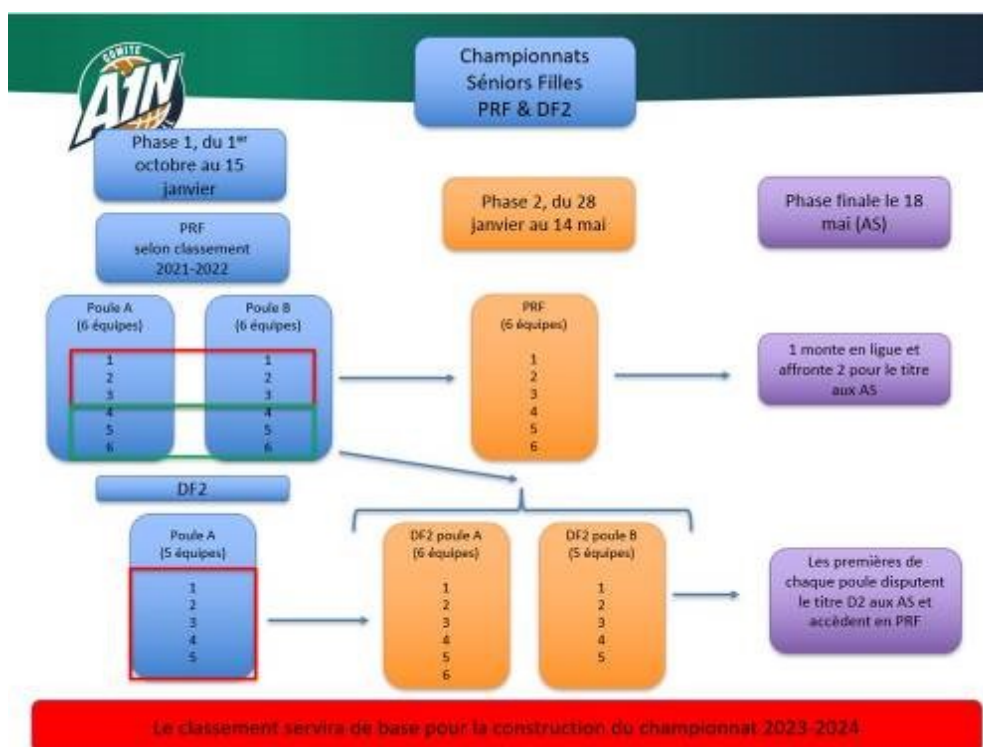 COMITE
A1N
Championnats
Séniors Filles
PRF & DF2
Phase 1, du 1er
octobre au 15
janvier
Phase 2, du 28
janvier au 14 mai
Phase finale le 18
mai (AS)
PRF
selon classement
2021-2022
Poule A
(6 équipes)
1
2
3
4
5
6
Poule B
(6 équipes)
1
2
3
4
5
6
PRF
(6 équipes)
1
2
3
4
5
6
1 monte en ligue et
affronte 2 pour le titre
aux AS
DF2
Poule A
(5 équipes)
1
2
3
4
5
DF2 poule A
(6 équipes)
1
2
3
4
5
6
DF2 poule B
(5 équipes)
1
2
3
4
5
Les premières de
chaque poule disputent
le titre D2 aux AS et
accèdent en PRF
Le classement servira de base pour la construction du championnat 2023-2024